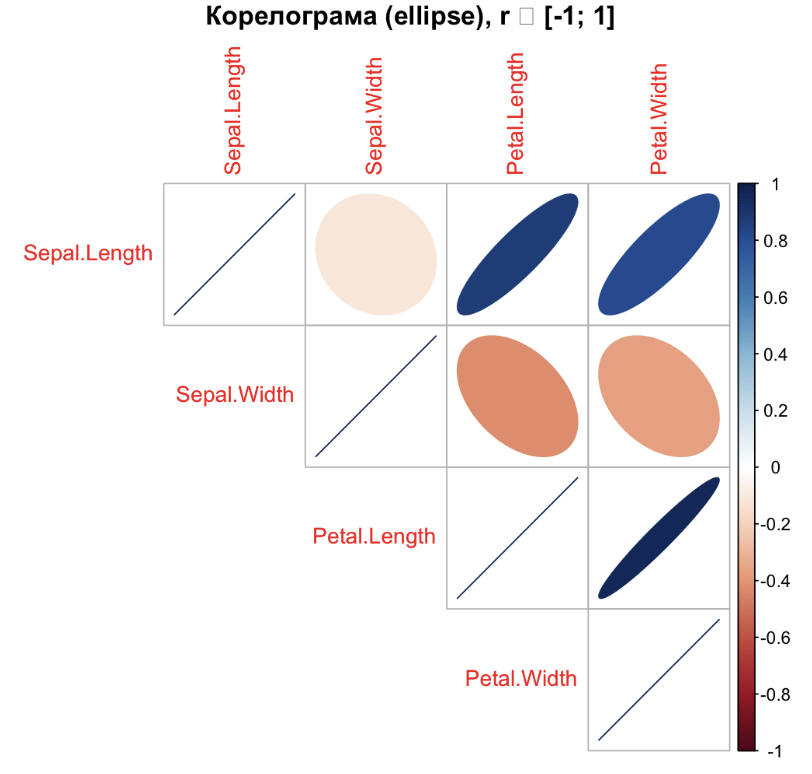 Корелограма (ellipse), r □ [-1; 1]
Sepal.Length
Sepal.Width
Petal.Length
Petal.Width
Sepal.Length
Sepal.Width
Petal.Length
Petal.Width
1
0.8
0.6
0.4
0.2
0
-0.2
-0.4
-0.6
-0.8
-1